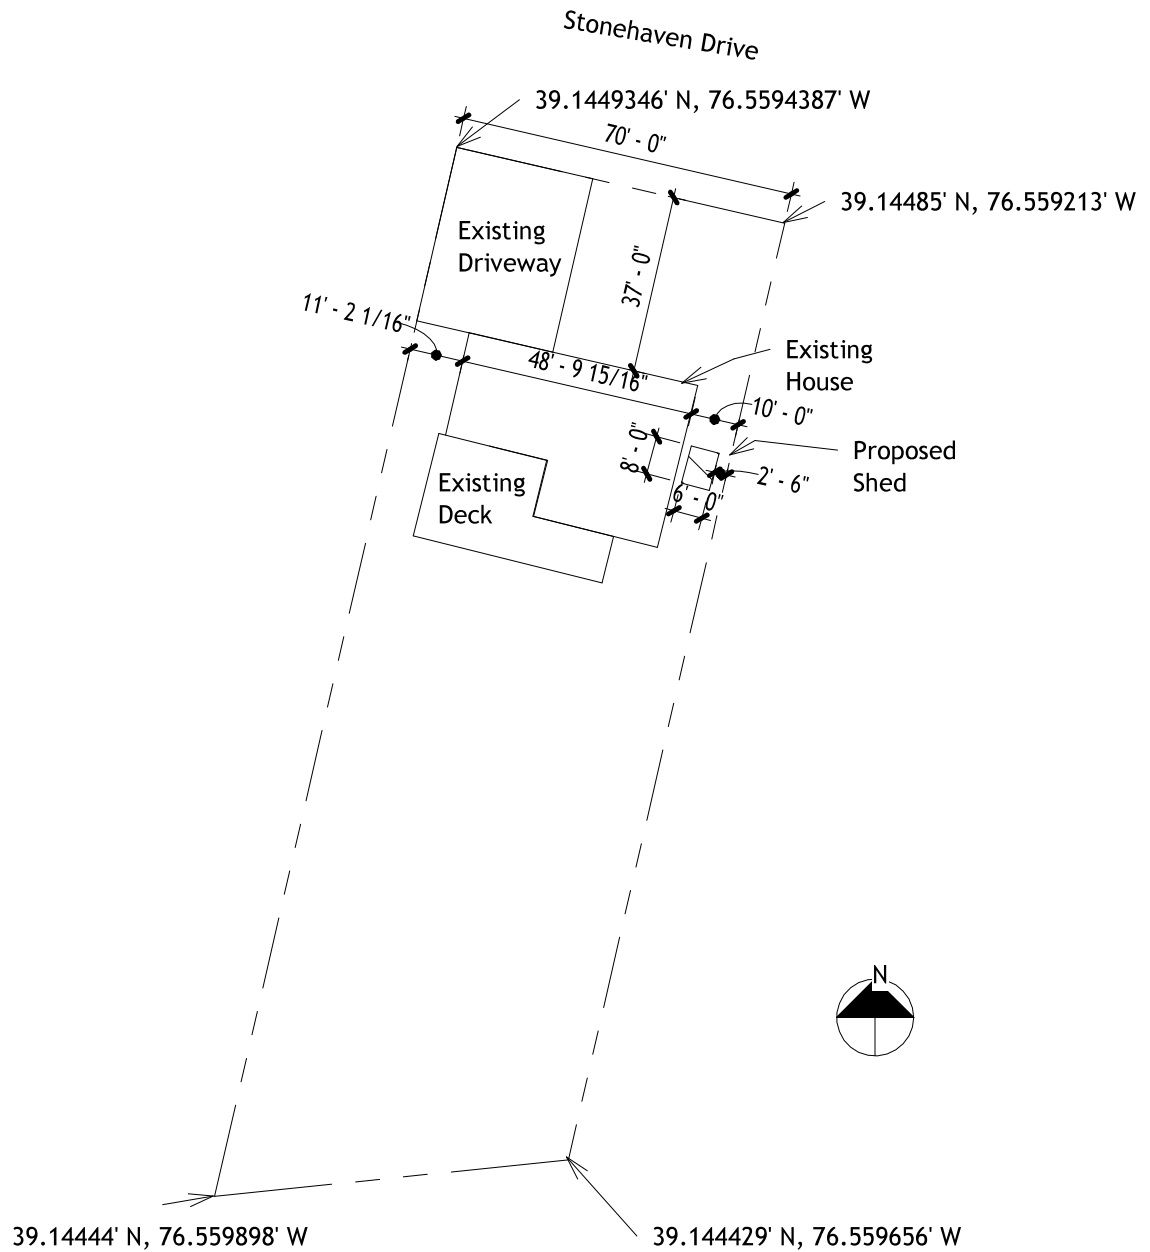 Stonehaven Drive
39.1449346' N, 76.5594387' W
70' - 0"
39.14485' N, 76.559213' W
Existing
Driveway
37' - 0"
11' - 2 1/16"
48' - 9 15/16"
Existing
House
10' - 0"
8' - 0"
Proposed
Shed
2' - 6"
6' - 0"
Existing
Deck
N
39.14444' N, 76.559898' W
39.144429' N, 76.559656' W